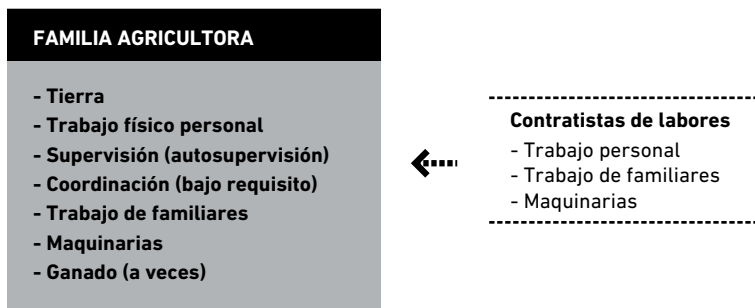 FAMILIA AGRICULTORA
- Tierra
- Trabajo físico personal
- Supervisión (autosupervisión)
- Coordinación (bajo requisito)
- Trabajo de familiares
- Maquinarias
- Ganado (a veces)
Contratistas de labores
- Trabajo personal
- Trabajo de familiares
- Maquinarias